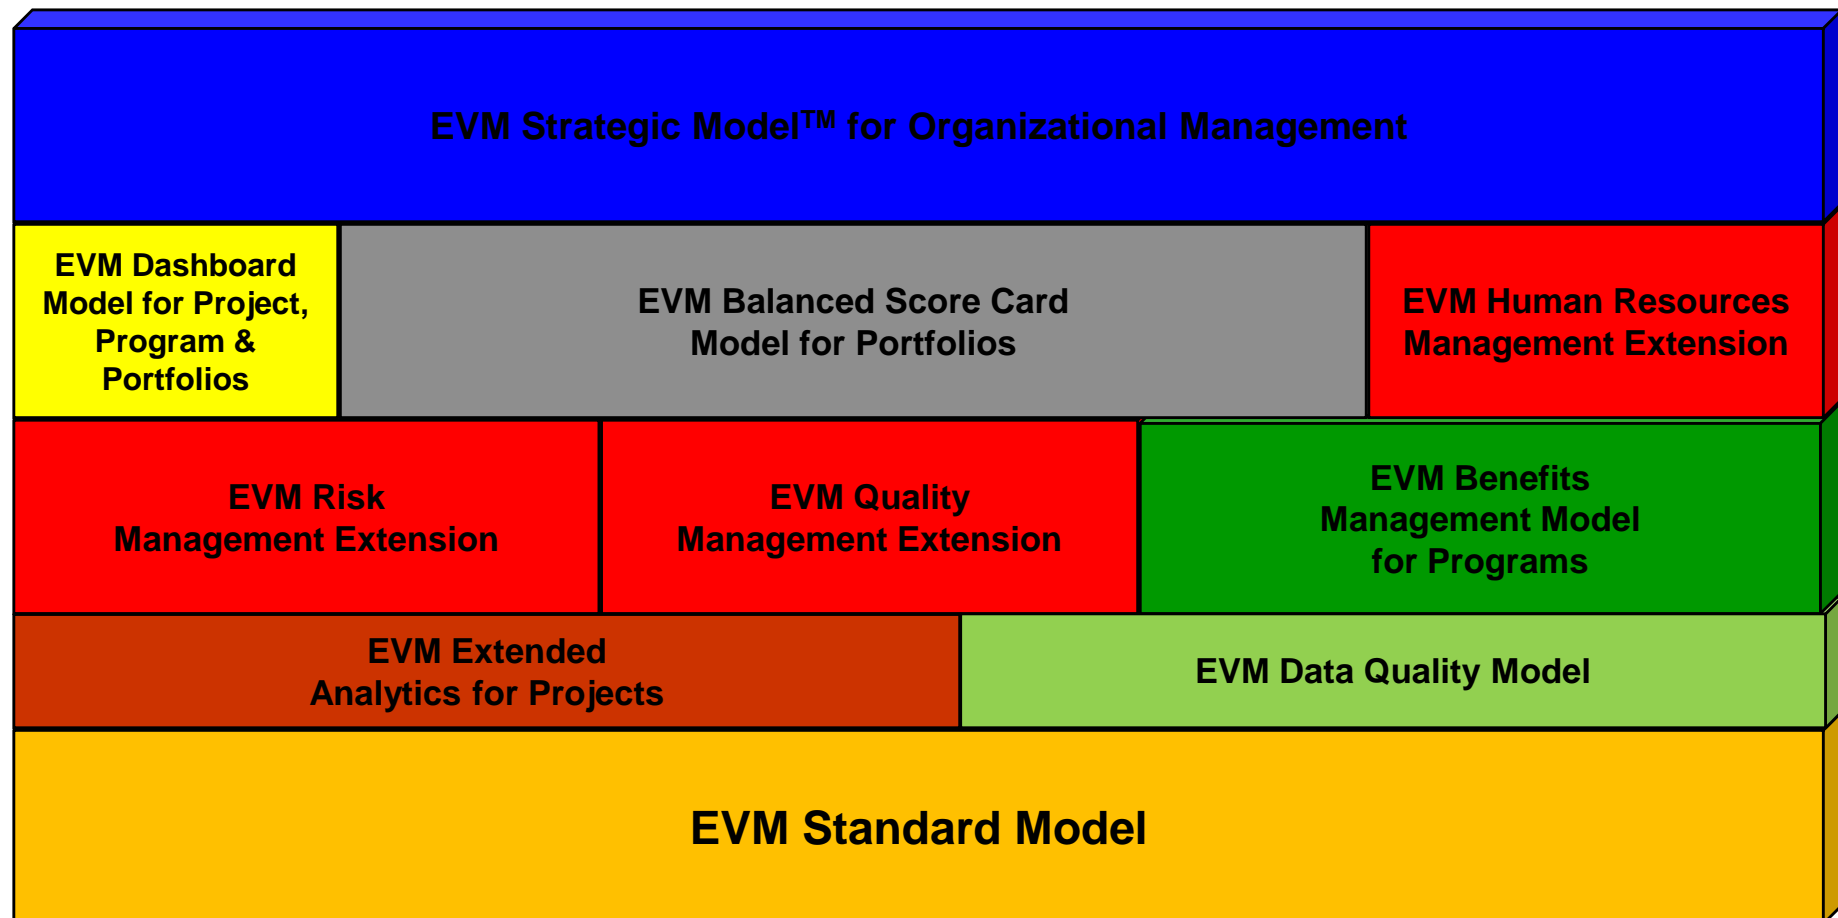 EVM Strategic Model™ for Organizational Management
EVM Dashboard
Model for Project,
Program &
Portfolios
EVM Balanced Score Card
Model for Portfolios
EVM Human Resources
Management Extension
EVM Risk
Management Extension
EVM Quality
Management Extension
EVM Benefits
Management Model
for Programs
EVM Extended
Analytics for Projects
EVM Data Quality Model
EVM Standard Model